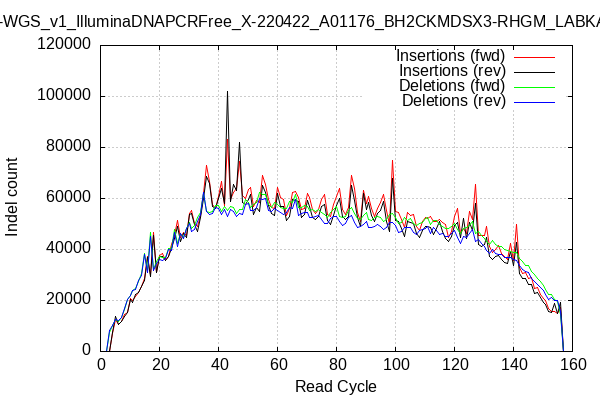 -WGS_v1_IlluminaDNAPCRFree_X-220422_A01176_BH2CKMDSX3-RHGM_LABKA
Insertions (fwd)
Insertions (rev)
Deletions (fwd)
Deletions (rev)
120000
100000
80000
60000
40000
20000
0
Indel count
0 20 40 60 80 100 120 140 160
Read Cycle